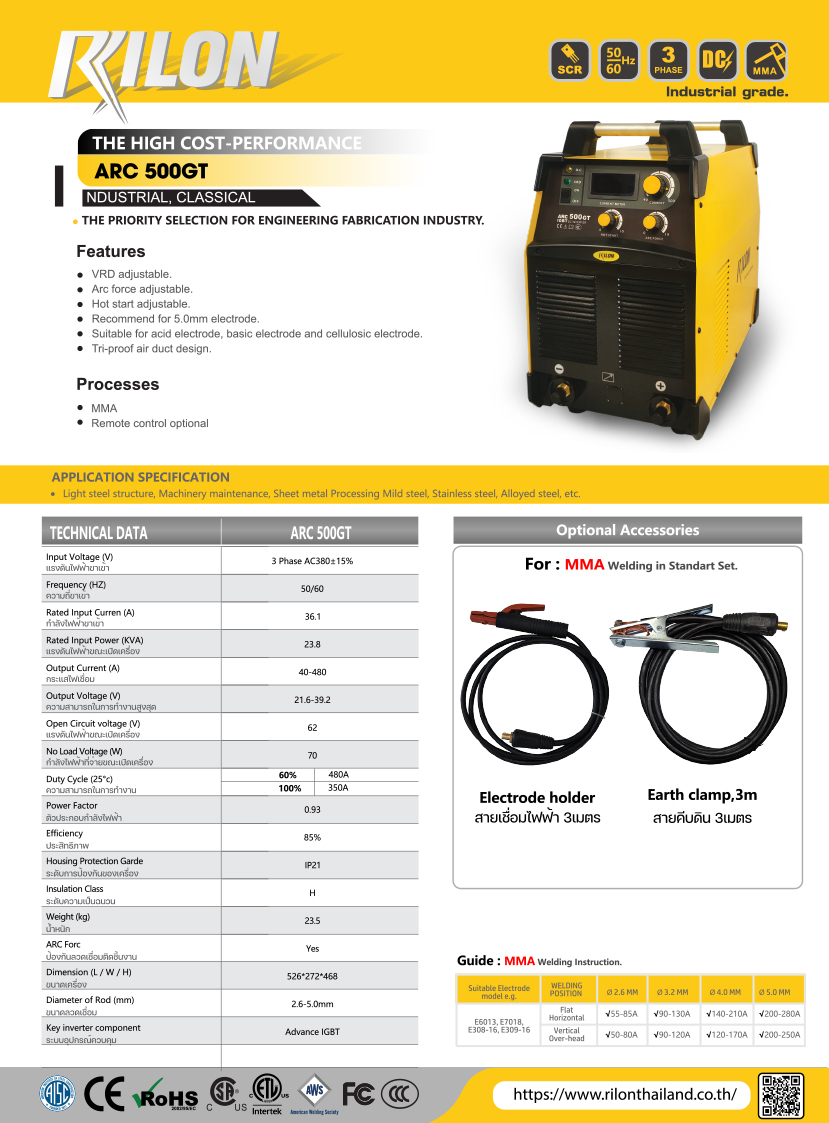 RILON
SCR
50
60 Hz
3
PHASE
DC
MMA
Industrial grade.
THE HIGH COST-PERFORMANCE
ARC 500GT
NDUSTRIAL, CLASSICAL
THE PRIORITY SELECTION FOR ENGINEERING FABRICATION INDUSTRY.
Features
VRD adjustable.
Arc force adjustable.
Hot start adjustable.
Recommend for 5.0mm electrode.
Suitable for acid electrode, basic electrode and cellulosic electrode.
Tri-proof air duct design.
Processes
MMA
Remote control optional
ARC 500GT
RILON
RILON
APPLICATION SPECIFICATION
Light steel structure, Machinery maintenance, Sheet metal Processing Mild steel, Stainless steel, Alloyed steel, etc.
TECHNICAL DATA ARC 500GT
Input Voltage (V) 3 Phase AC380±15%
แรงดันไฟฟ้าขาเข้า
Frequency (HZ) 50/60
ความถี่ขาเข้า
Rated Input Curren (A) 36.1
กำลังไฟฟ้าขาเข้า
Rated Input Power (KVA) 23.8
แรงดันไฟฟ้าขณะเปิดเครื่อง
Output Current (A) 40-480
กระแสไฟเชื่อม
Output Voltage (V) 21.6-39.2
ความสามารถในการทำงานสูงสุด
Open Circuit voltage (V) 62
แรงดันไฟฟ้าขณะเปิดเครื่อง
No Load Voltage (W) 70
กำลังไฟฟ้าที่จ่ายขณะเปิดเครื่อง
Duty Cycle (25°c) 60% 480A
ความสามารถในการทำงาน 100% 350A
Power Factor 0.93
ตัวประกอบกำลังไฟฟ้า
Efficiency 85%
ประสิทธิภาพ
Housing Protection Garde IP21
ระดับการป้องกันของเครื่อง
Insulation Class H
ระดับความเป็นฉนวน
Weight (kg) 23.5
น้ำหนัก
ARC Forc Yes
ป้องกันลวดเชื่อมติดชิ้นงาน
Dimension (L / W / H) 526*272*468
ขนาดเครื่อง
Diameter of Rod (mm) 2.6-5.0mm
ขนาดลวดเชื่อม
Key inverter component Advance IGBT
ระบบอุปกรณ์ควบคุม
Optional Accessories
For : MMA Welding in Standart Set.
Electrode holder
สายเชื่อมไฟฟ้า 3เมตร
Earth clamp,3m
สายคีบดิน 3เมตร
Guide : MMA Welding Instruction.
Suitable Electrode model e.g. WELDING POSITION Ø 2.6 MM Ø 3.2 MM Ø 4.0 MM Ø 5.0 MM
E6013, E7018, E308-16, E309-16
Flat Horizontal √55-85A √90-130A √140-210A √200-280A
Vertical Over-head √50-80A √90-120A √120-170A √200-250A
AISC
CE
RoHS
2002/95/EC
C SA US
C ETL US
Intertek
AWS
American Welding Society
FC
CCC
https://www.rilonthailand.co.th/